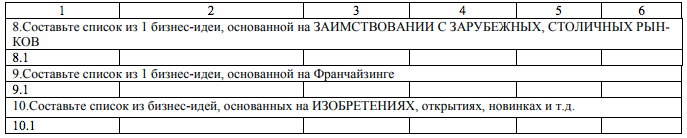 1 2 3 4 5 6
8.Составьте список из 1 бизнес-идеи, основанной на ЗАИМСТВОВАНИИ С ЗАРУБЕЖНЫХ, СТОЛИЧНЫХ РЫН-
КОВ
8.1
9.Составьте список из 1 бизнес-идеи, основанной на Франчайзинге
9.1
10.Составьте список из бизнес-идей, основанных на ИЗОБРЕТЕНИЯХ, открытиях, новинках и т.д.
10.1